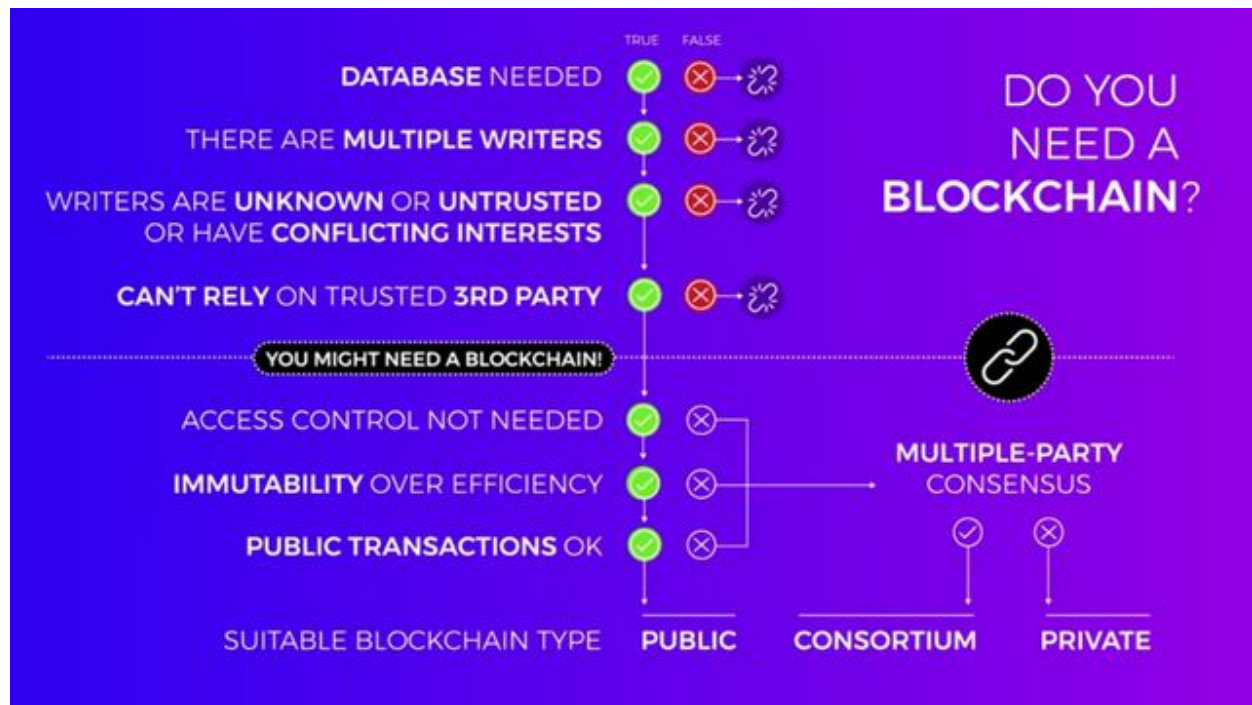 TRUE FALSE
DATABASE NEEDED
THERE ARE MULTIPLE WRITERS
WRITERS ARE UNKNOWN OR UNTRUSTED
OR HAVE CONFLICTING INTERESTS
CAN'T RELY ON TRUSTED 3RD PARTY
YOU MIGHT NEED A BLOCKCHAIN!
ACCESS CONTROL NOT NEEDED
IMMUTABILITY OVER EFFICIENCY
PUBLIC TRANSACTIONS OK
SUITABLE BLOCKCHAIN TYPE
PUBLIC
DO YOU
NEED A
BLOCKCHAIN?
MULTIPLE-PARTY
CONSENSUS
CONSORTIUM
PRIVATE